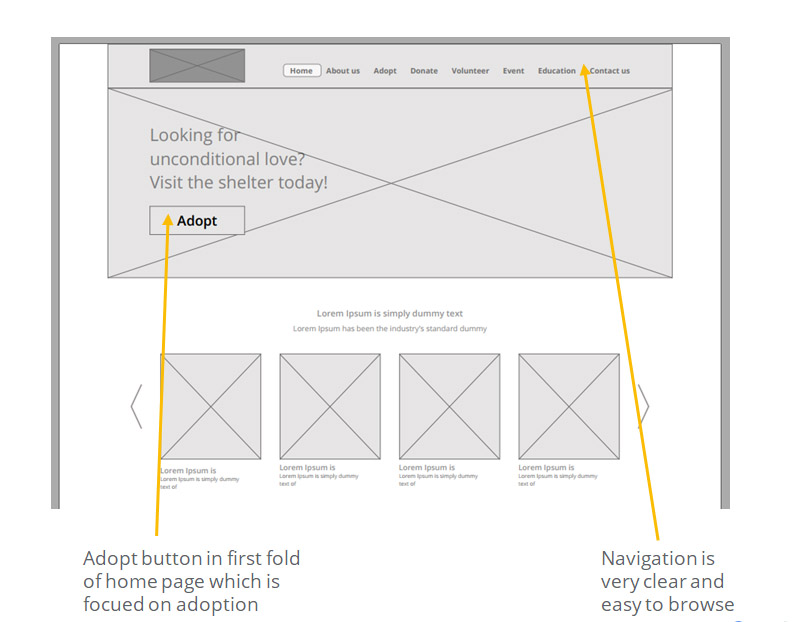 Home About us Adopt Donate Volunteer Event Education Contact us
Looking for
unconditional love?
Visit the shelter today!
Adopt
Lorem Ipsum is simply dummy text
Lorem Ipsum has been the industry's standard dummy
Lorem Ipsum is
Lorem Ipsum is simply dummy
text of
Lorem Ipsum is
Lorem Ipsum is simply dummy
text of
Lorem Ipsum is
Lorem Ipsum is simply dummy
text of
Lorem Ipsum is
Lorem Ipsum is simply dummy
text of
Adopt button in first fold
of home page which is
focued on adoption
Navigation is
very clear and
easy to browse